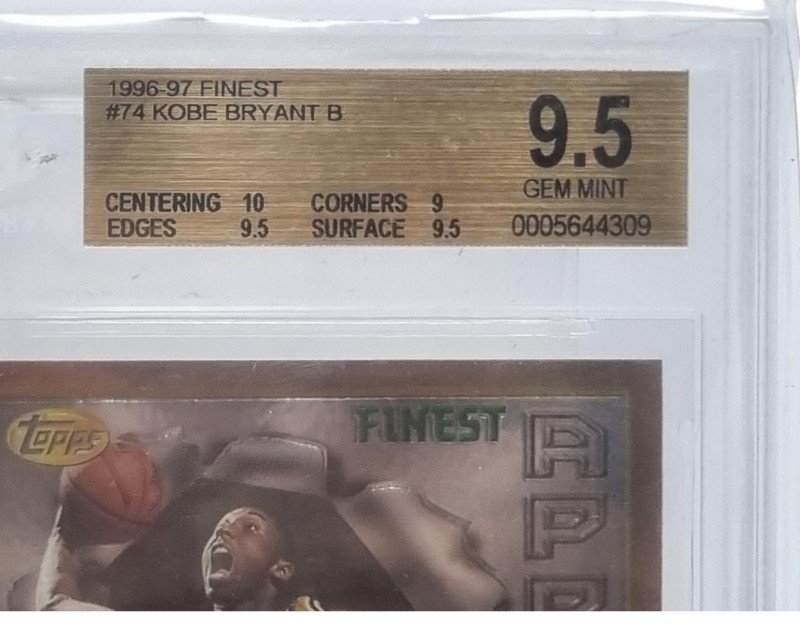 1996-97 FINEST
#74 KOBE BRYANT B
9.5
GEM MINT
CENTERING 10 CORNERS 9
EDGES 9.5 SURFACE 9.5
0005644309
Topps
FINEST
A
P
P